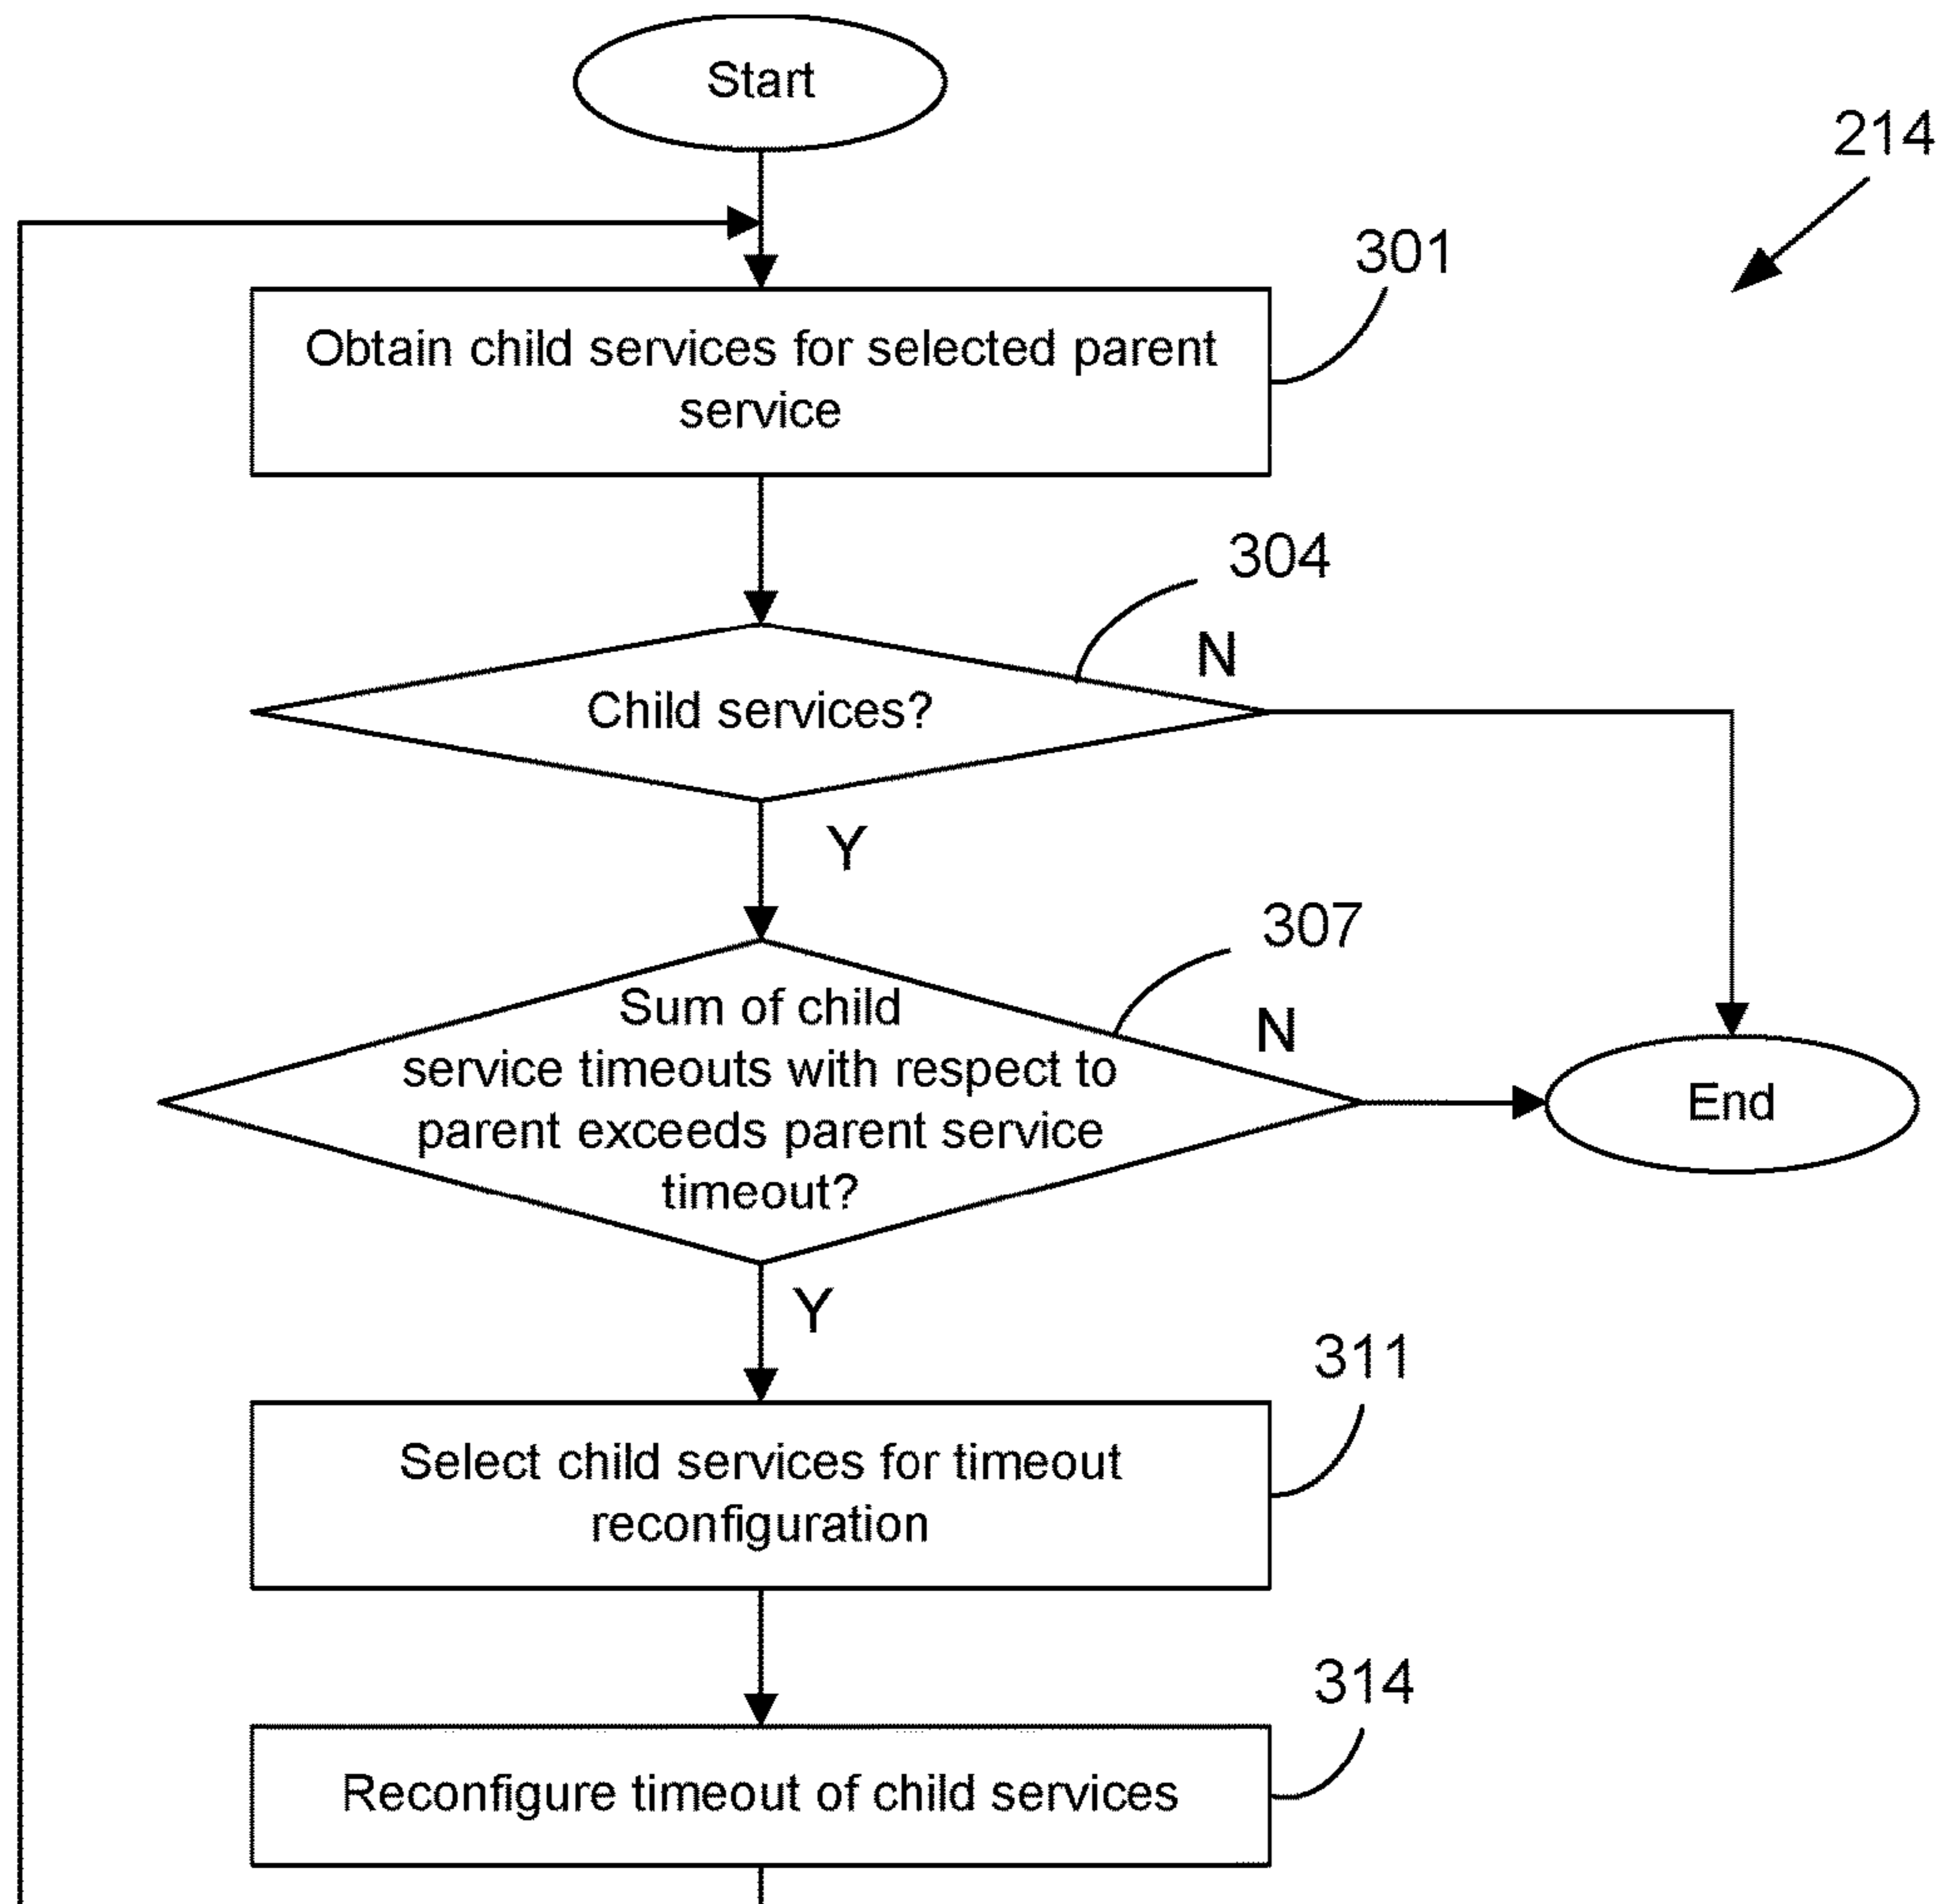 Start
214
301
Obtain child services for selected parent
service
304
N
Child services?
Y
307
Sum of child
N
service timeouts with respect to
parent exceeds parent service
timeout?
End
Y
311
Select child services for timeout
reconfiguration
314
Reconfigure timeout of child services